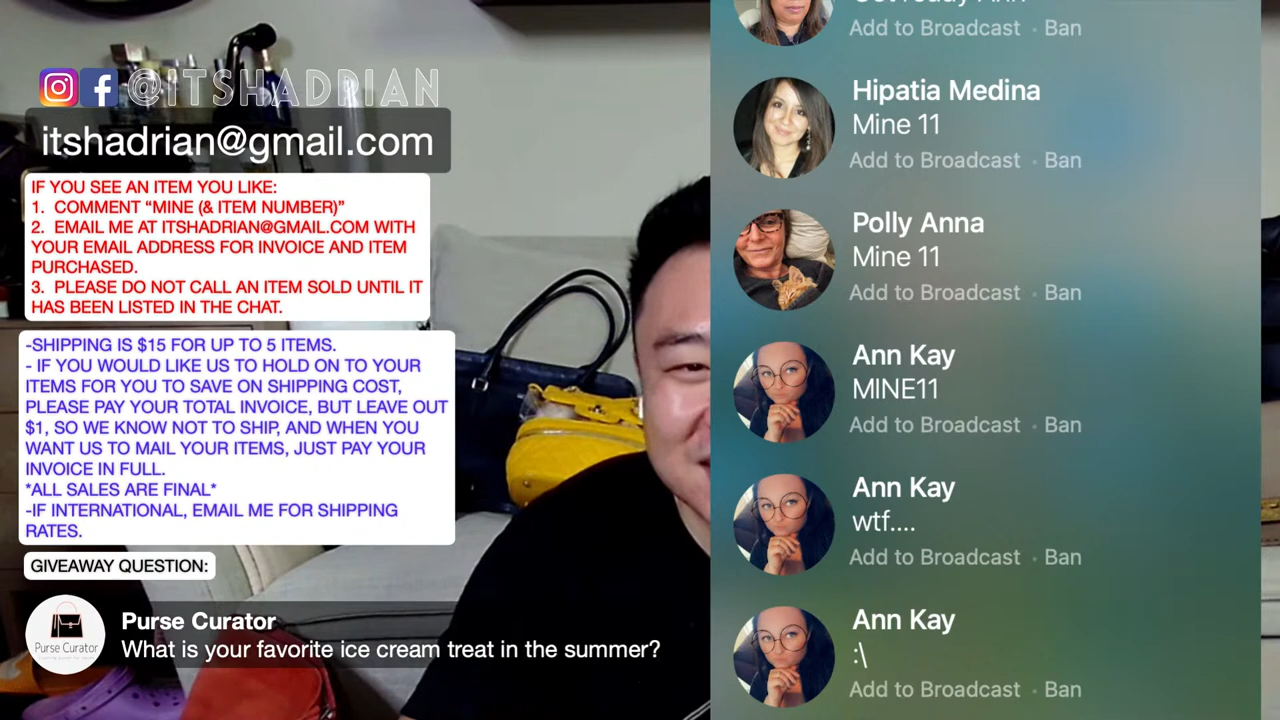 @ITSHADRIAN
itshadrian@gmail.com
IF YOU SEE AN ITEM YOU LIKE:
1. COMMENT “MINE (& ITEM NUMBER)”
2. EMAIL ME AT ITSHADRIAN@GMAIL.COM WITH
YOUR EMAIL ADDRESS FOR INVOICE AND ITEM
PURCHASED.
3. PLEASE DO NOT CALL AN ITEM SOLD UNTIL IT
HAS BEEN LISTED IN THE CHAT.
-SHIPPING IS $15 FOR UP TO 5 ITEMS.
- IF YOU WOULD LIKE US TO HOLD ON TO YOUR
ITEMS FOR YOU TO SAVE ON SHIPPING COST,
PLEASE PAY YOUR TOTAL INVOICE, BUT LEAVE OUT
$1, SO WE KNOW NOT TO SHIP, AND WHEN YOU
WANT US TO MAIL YOUR ITEMS, JUST PAY YOUR
INVOICE IN FULL.
*ALL SALES ARE FINAL*
-IF INTERNATIONAL, EMAIL ME FOR SHIPPING
RATES.
GIVEAWAY QUESTION:
Purse Curator
Purse Curator
What is your favorite ice cream treat in the summer?
Add to Broadcast · Ban
Hipatia Medina
Mine 11
Add to Broadcast · Ban
Polly Anna
Mine 11
Add to Broadcast · Ban
Ann Kay
MINE11
Add to Broadcast · Ban
Ann Kay
wtf....
Add to Broadcast · Ban
Ann Kay
:\
Add to Broadcast · Ban